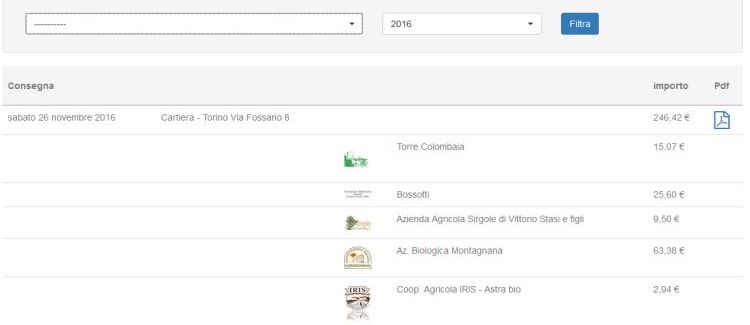 ----------
2016
Filtra
Consegna importo Pdf
sabato 26 novembre 2016 Cartiera - Torino Via Fossano 8 246,42 €
Torre Colombaia 15,07 €
Bossotti 25,60 €
Azienda Agricola Sirgole di Vittorio Stasi e figli 9,50 €
Az. Biologica Montagnana 63,38 €
Coop. Agricola IRIS - Astra bio 2,94 €
IRIS